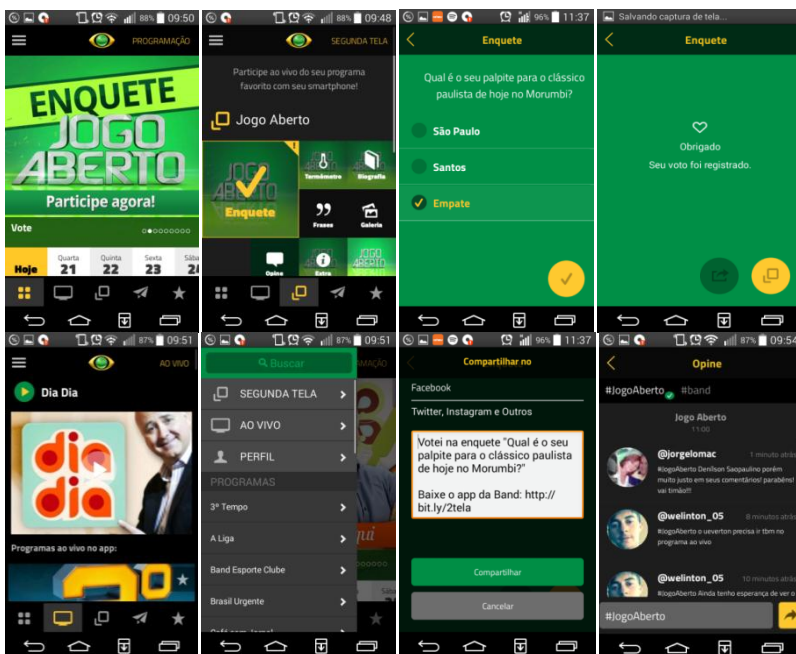 88% 09:50
PROGRAMAÇÃO
ENQUETE
JOGO
ABERTO
Participe agora!
Vote
Hoje
Quarta
21
Quinta
22
Sexta
23
88% 09:48
SEGUNDA TELA
Participe ao vivo do seu programa
favorito com seu smartphone!
Jogo Aberto
JOGO
ABERTO
Enquete
Termômetro
Biografia
Frases
Galeria
Opine
Extra
JOGO
ABERTO
96% 11:37
Enquete
Qual é o seu palpite para o clássico
paulista de hoje no Morumbi?
São Paulo
Santos
Empate
Salvando captura de tela...
Enquete
Obrigado
Seu voto foi registrado.
87% 09:51
AO VIVO
Dia Dia
dia
dia
Programas ao vivo no app:
87% 09:51
Buscar
SEGUNDA TELA
AO VIVO
PERFIL
PROGRAMAS
3º Tempo
A Liga
Band Esporte Clube
Brasil Urgente
Café com Jornal
96% 11:37
Compartilhar no
Facebook
Twitter, Instagram e Outros
Votei na enquete "Qual é o seu
palpite para o clássico paulista
de hoje no Morumbi?"
Baixe o app da Band: http://
bit.ly/2tela
Compartilhar
Cancelar
87% 09:54
Opine
#JogoAberto #band
Jogo Aberto
11:00
@jorgelomac 1 minuto atrás
#JogoAberto Denilson Saopaulino porém
muito justo em seus comentários! parabéns!
vai timão!!!
@welinton_05 8 minutos atrás
#JogoAberto o ueverton precisa ir tbm no
programa ao vivo
@welinton_05 10 minutos atrás
#JogoAberto Ainda tenho esperança de ver o
#JogoAberto